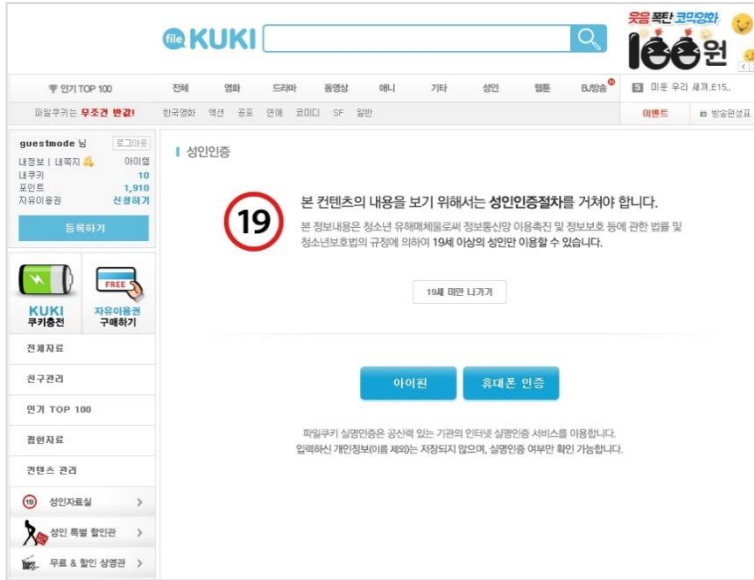 file KUKI
웃음 폭탄 코믹영화
100원
인기 TOP 100
전체 영화 드라마 동영상 애니 기타 성인 웹툰 BJ방송
5 미운 우리 새끼.E15..
파일쿠키는 무조건 반값!
한국영화 액션 공포 연애 코미디 SF 일반
이벤트 방송편성표
guestmode 님 로그아웃
내정보 | 내쪽지 아이템
내쿠키 10
포인트 1,910
자유이용권 신청하기
등록하기
성인인증
19
본 컨텐츠의 내용을 보기 위해서는 성인인증절차를 거쳐야 합니다.
본 정보내용은 청소년 유해매체물로써 정보통신망 이용촉진 및 정보보호 등에 관한 법률 및
청소년보호법의 규정에 의하여 19세 이상의 성인만 이용할 수 있습니다.
19세 미만 나가기
아이핀 휴대폰 인증
파일쿠키 실명인증은 공신력 있는 기관의 인터넷 실명인증 서비스를 이용합니다.
입력하신 개인정보(이름 제외)는 저장되지 않으며, 실명인증 여부만 확인 가능합니다.
FREE
KUKI 자유이용권
쿠키충전 구매하기
전체자료
친구관리
인기 TOP 100
찜한자료
컨텐츠 관리
19 성인자료실
성인 특별 할인관
무료 & 할인 상영관